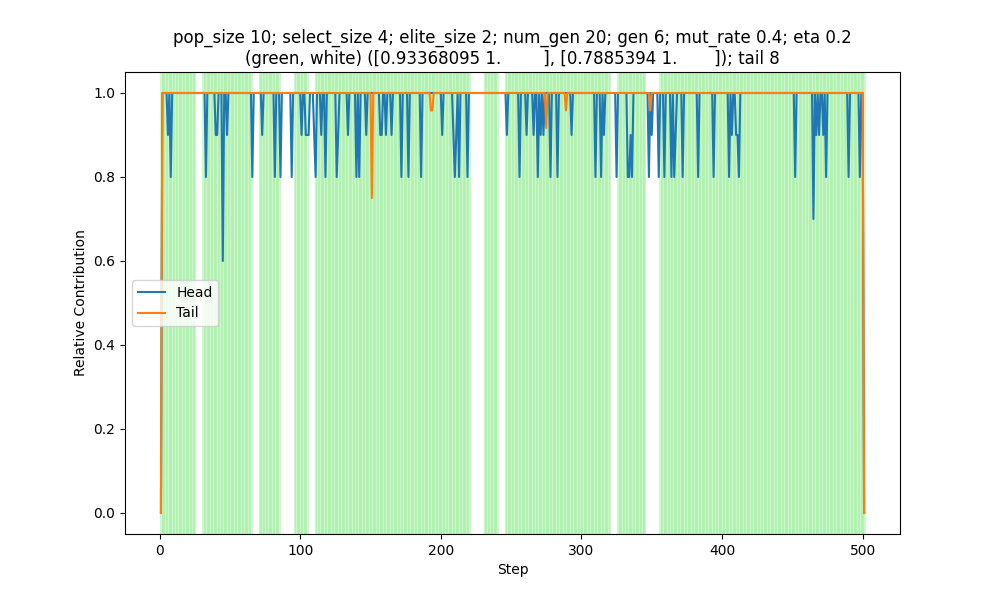 pop_size 10; select_size 4; elite_size 2; num_gen 20; gen 6; mut_rate 0.4; eta 0.2
(green, white) ([0.93368095 1.        ], [0.7885394 1.        ]); tail 8
1.0
0.8
0.6
0.4
0.2
0.0
Relative Contribution
Head
Tail
0
100
200
300
400
500
Step